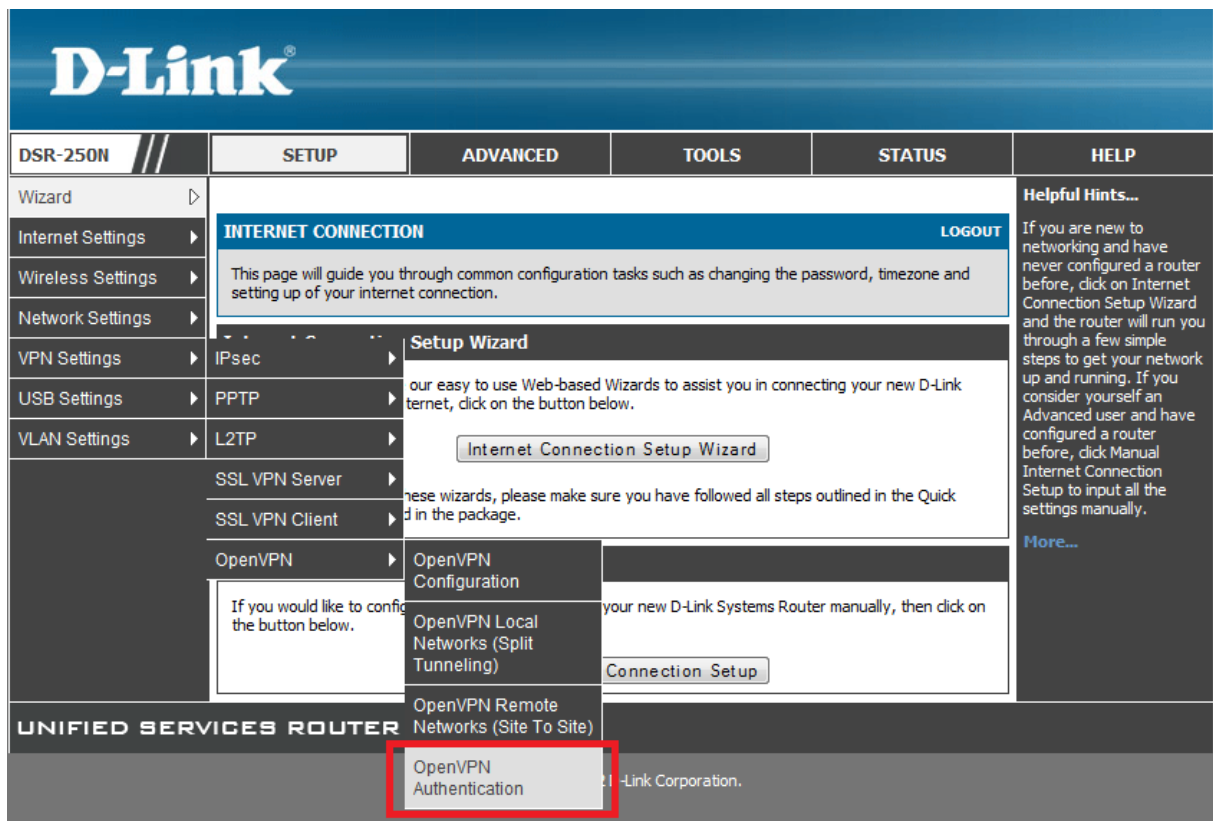 D-Link®
DSR-250N
SETUP
ADVANCED
TOOLS
STATUS
HELP
Wizard
Internet Settings
Wireless Settings
Network Settings
VPN Settings
USB Settings
VLAN Settings
IPsec
PPTP
L2TP
SSL VPN Server
SSL VPN Client
OpenVPN
OpenVPN
Configuration
OpenVPN Local
Networks (Split
Tunneling)
OpenVPN Remote
Networks (Site To Site)
OpenVPN
Authentication
INTERNET CONNECTION
LOGOUT
This page will guide you through common configuration tasks such as changing the password, timezone and
setting up of your internet connection.
Setup Wizard
our easy to use Web-based Wizards to assist you in connecting your new D-Link
ternet, click on the button below.
Internet Connection Setup Wizard
hese wizards, please make sure you have followed all steps outlined in the Quick
d in the package.
If you would like to config
your new D-Link Systems Router manually, then click on
the button below.
Connection Setup
Helpful Hints...
If you are new to
networking and have
never configured a router
before, click on Internet
Connection Setup Wizard
and the router will run you
through a few simple
steps to get your network
up and running. If you
consider yourself an
Advanced user and have
configured a router
before, click Manual
Internet Connection
Setup to input all the
settings manually.
More...
UNIFIED SERVICES ROUTER
-Link Corporation.